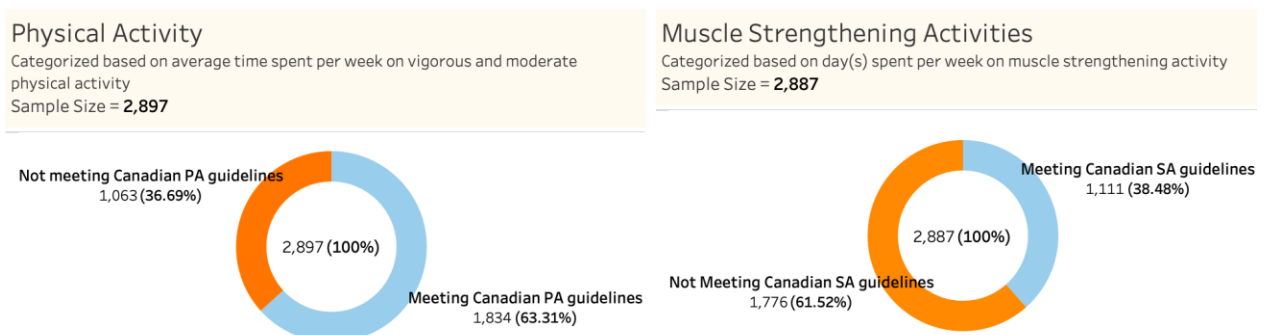 Physical Activity
Categorized based on average time spent per week on vigorous and moderate
physical activity
Sample Size = 2,897
Not meeting Canadian PA guidelines
1,063 (36.69%)
2,897 (100%)
Meeting Canadian PA guidelines
1,834 (63.31%)
Muscle Strengthening Activities
Categorized based on day(s) spent per week on muscle strengthening activity
Sample Size = 2,887
Meeting Canadian SA guidelines
1,111 (38.48%)
2,887 (100%)
Not Meeting Canadian SA guidelines
1,776 (61.52%)